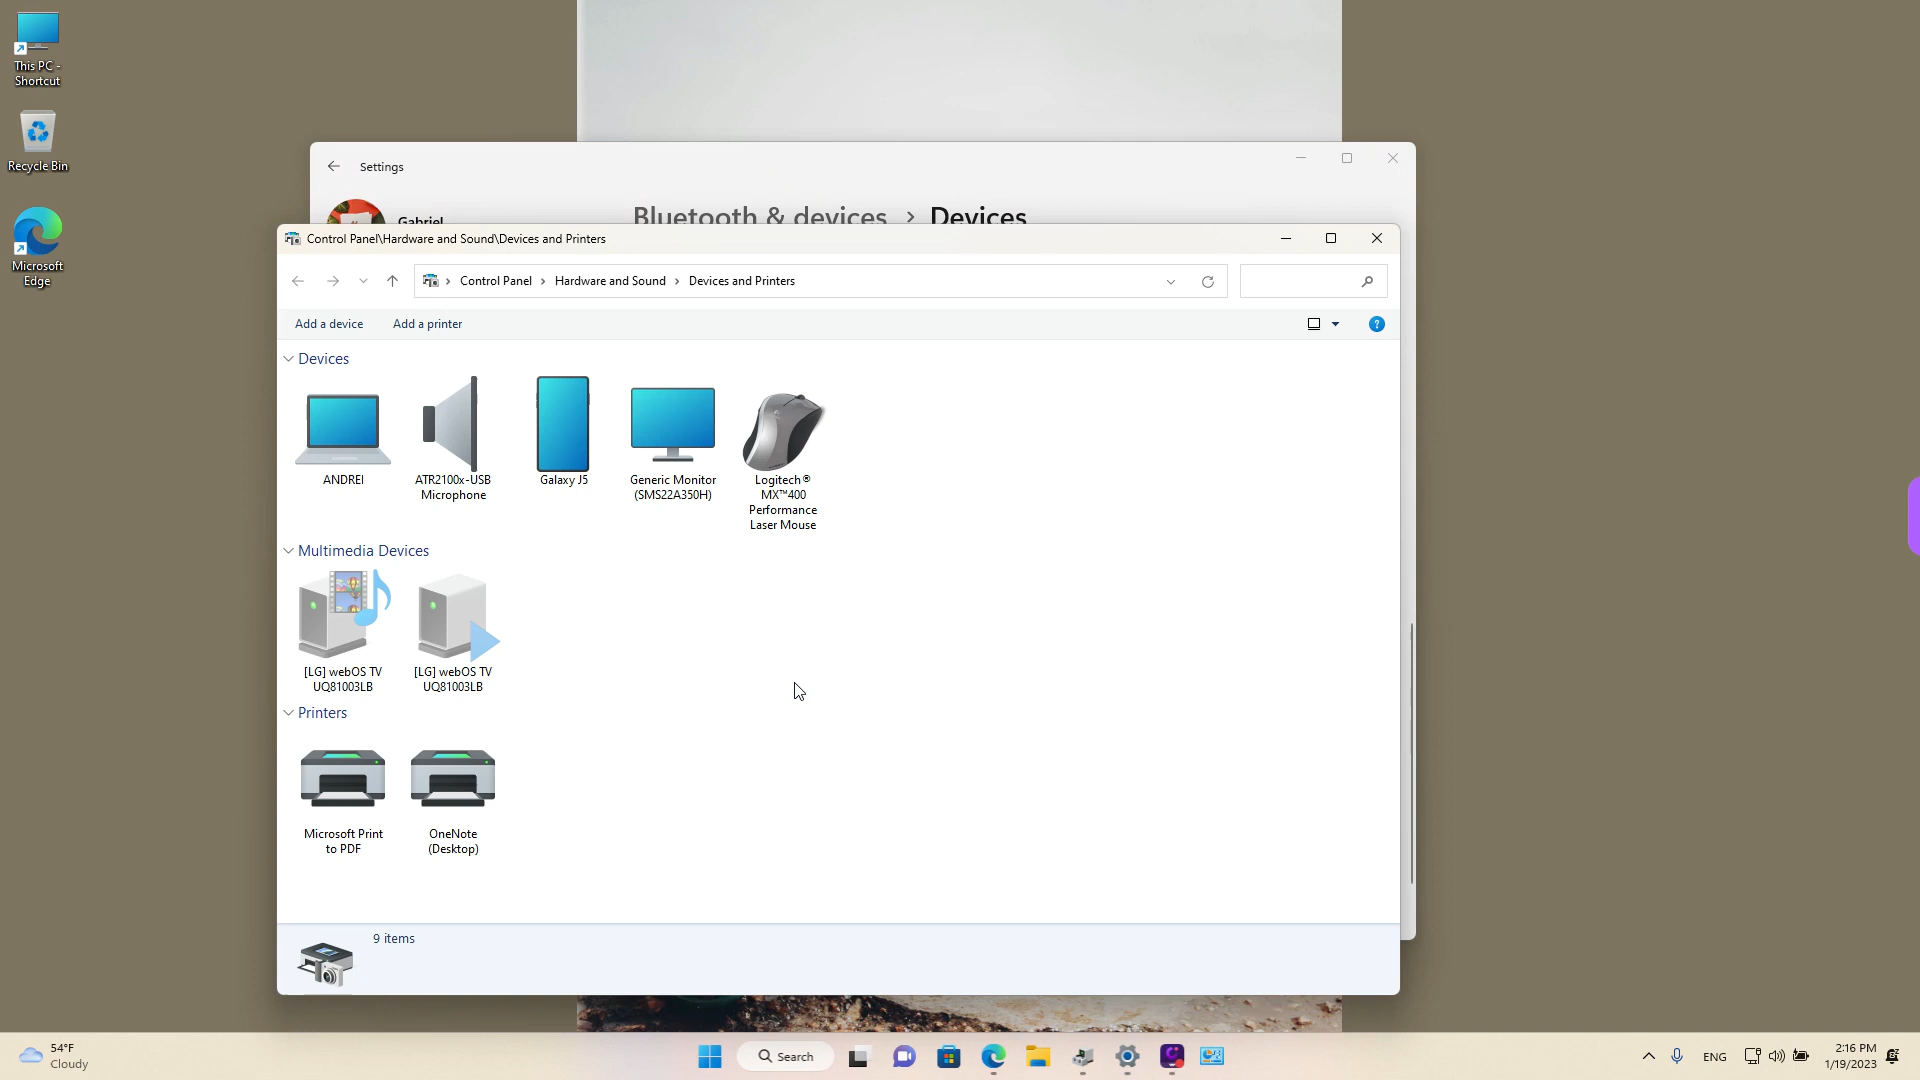 This PC -
Shortcut
Recycle Bin
Microsoft
Edge
Settings
Gabriel
Bluetooth & devices › Devices
Control Panel\Hardware and Sound\Devices and Printers
Control Panel › Hardware and Sound › Devices and Printers
Add a device
Add a printer
Devices
ANDREI
ATR2100x-USB
Microphone
Galaxy J5
Generic Monitor
(SMS22A350H)
Logitech®
MX™400
Performance
Laser Mouse
Multimedia Devices
[LG] webOS TV
UQ81003LB
[LG] webOS TV
UQ81003LB
Printers
Microsoft Print
to PDF
OneNote
(Desktop)
9 items
54°F
Cloudy
Search
ENG
2:16 PM
1/19/2023